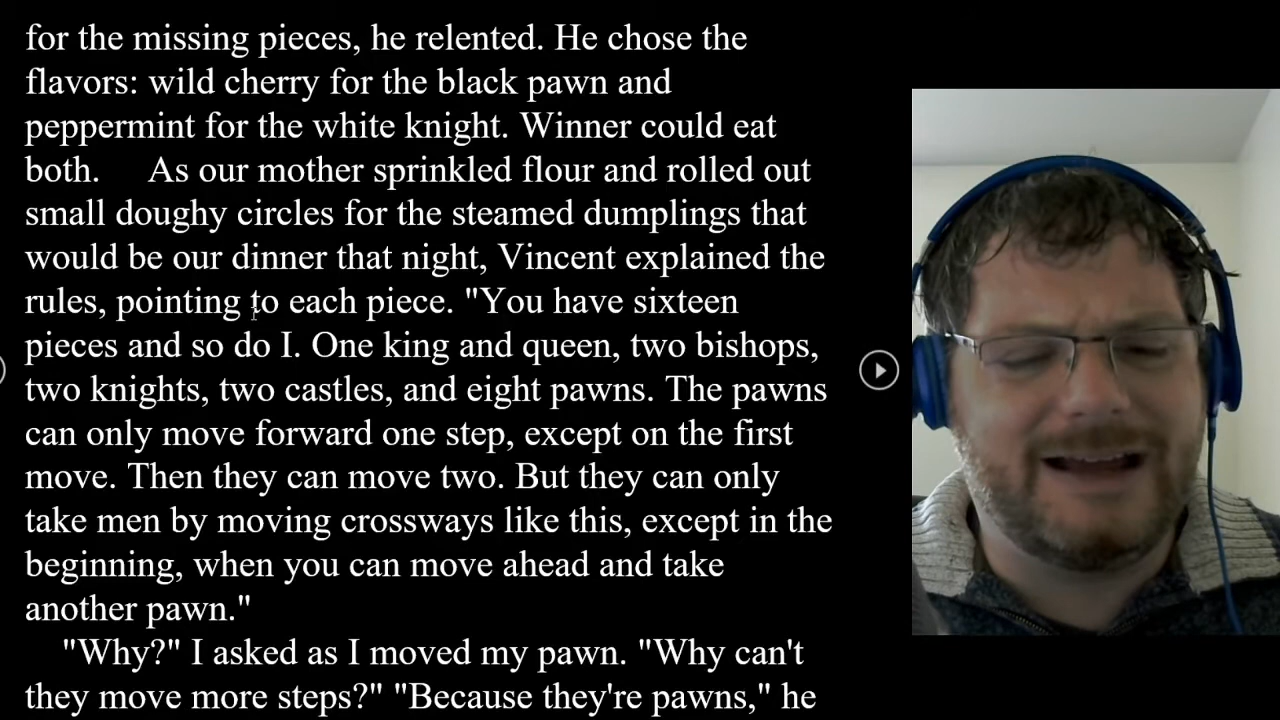 for the missing pieces, he relented. He chose the
flavors: wild cherry for the black pawn and
peppermint for the white knight. Winner could eat
both.     As our mother sprinkled flour and rolled out
small doughy circles for the steamed dumplings that
would be our dinner that night, Vincent explained the
rules, pointing to each piece. "You have sixteen
pieces and so do I. One king and queen, two bishops,
two knights, two castles, and eight pawns. The pawns
can only move forward one step, except on the first
move. Then they can move two. But they can only
take men by moving crossways like this, except in the
beginning, when you can move ahead and take
another pawn."
"Why?" I asked as I moved my pawn. "Why can't
they move more steps?" "Because they're pawns," he